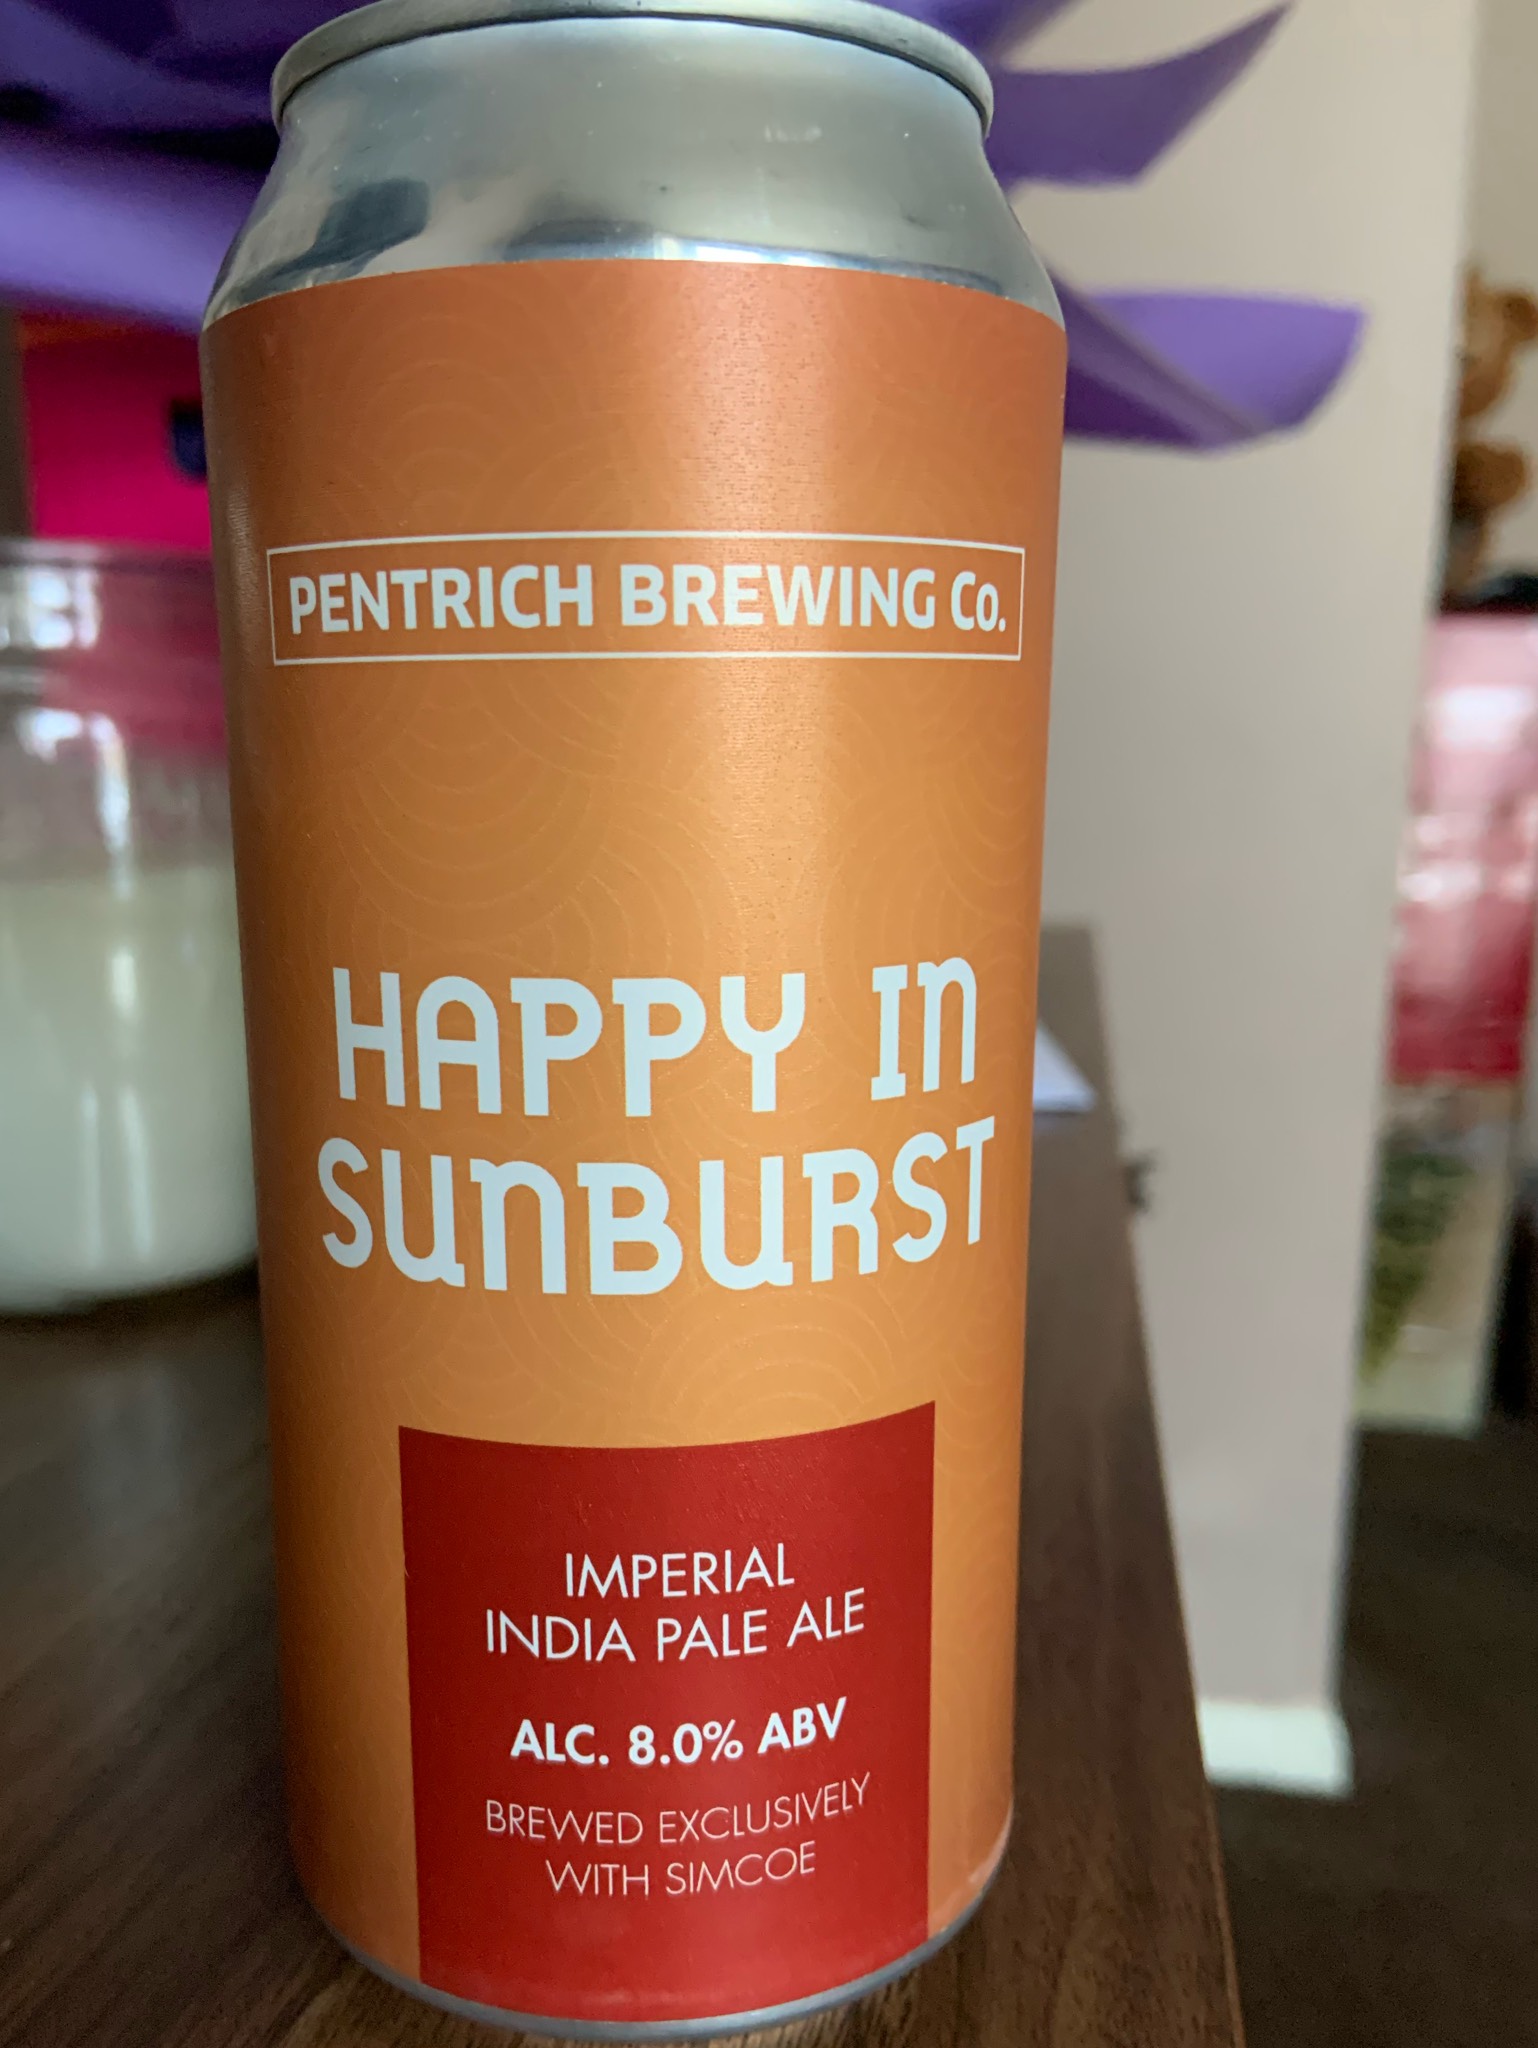 PENTRICH BREWING CO.
HAPPY IN
SUNBURST
IMPERIAL
INDIA PALE ALE
ALC. 8.0% ABV
BREWED EXCLUSIVELY
WITH SIMCOE